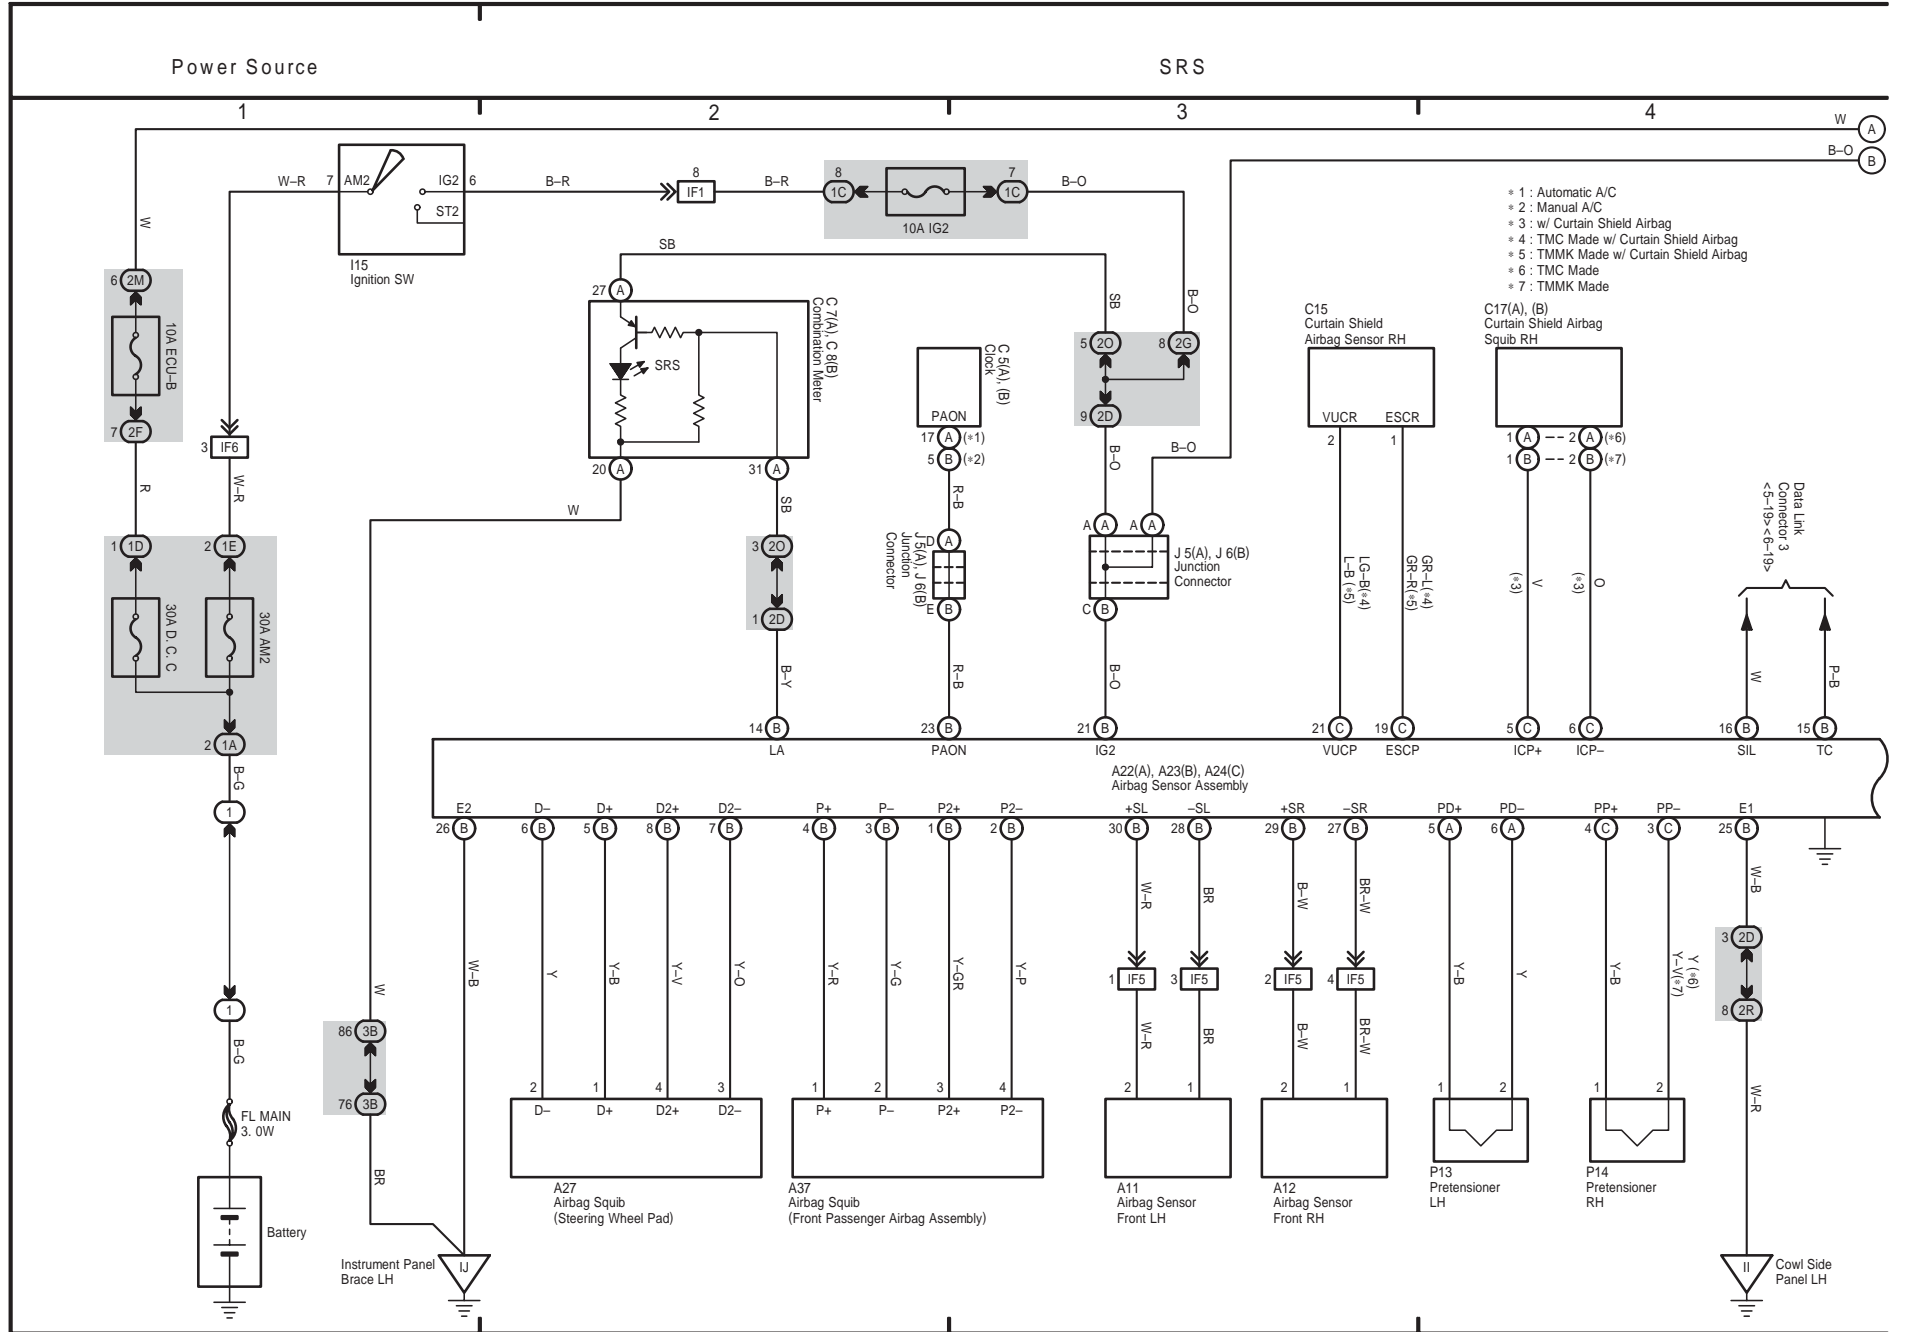 Power Source
SRS
1
2
3
4
W
A
B–O
B
W–R
7
AM2
IG2
6
ST2
I15
Ignition SW
B–R
8
IF1
B–R
8
1C
7
1C
10A IG2
B–O
∗ 1 : Automatic A/C
∗ 2 : Manual A/C
∗ 3 : w/ Curtain Shield Airbag
∗ 4 : TMC Made w/ Curtain Shield Airbag
∗ 5 : TMMK Made w/ Curtain Shield Airbag
∗ 6 : TMC Made
∗ 7 : TMMK Made
W
6 2M
10A ECU–B
7 2F
R
3 IF6
W–R
1 1D
2 1E
30A D. C. C
30A AM2
2 1A
B–G
1
1
B–G
FL MAIN
3. 0W
Battery
SB
27 A
C 7(A), C 8(B)
Combination Meter
SRS
20 A
31 A
W
SB
3 2O
1 2D
B–Y
C 5(A), (B)
Clock
PAON
17 A (∗1)
5 B (∗2)
R–B
D A
J 5(A), J 6(B)
Junction
Connector
E B
R–B
SB
B–O
5 2O
8 2G
9 2D
B–O
B–O
A A
A A
J 5(A), J 6(B)
Junction
Connector
C B
B–O
C15
Curtain Shield
Airbag Sensor RH
VUCR ESCR
2 1
LG–B(∗4)
L–B (∗5)
GR–L(∗4)
GR–R(∗5)
C17(A), (B)
Curtain Shield Airbag
Squib RH
1 A 2 A (∗6)
1 B 2 B (∗7)
V
(∗3)
O
(∗3)
Data Link
Connector 3
<5–19><6–19>
W
P–B
14 B
23 B
21 B
21 C
19 C
5 C
6 C
16 B
15 B
LA
PAON
IG2
VUCP
ESCP
ICP+
ICP–
SIL
TC
A22(A), A23(B), A24(C)
Airbag Sensor Assembly
E2 D– D+ D2+ D2– P+ P– P2+ P2– +SL –SL +SR –SR PD+ PD– PP+ PP– E1
26 B 6 B 5 B 8 B 7 B 4 B 3 B 1 B 2 B 30 B 28 B 29 B 27 B 5 A 6 A 4 C 3 C 25 B
W–B
Y
Y–B
Y–V
Y–O
Y–R
Y–G
Y–GR
Y–P
W–R
BR
B–W
BR–W
Y–B
Y
Y–B
Y (∗6)
Y–V(∗7)
W–B
1 IF5
3 IF5
2 IF5
4 IF5
W–R
BR
B–W
BR–W
3 2D
8 2R
W–R
W
86 3B
76 3B
BR
2 1 4 3
D– D+ D2+ D2–
A27
Airbag Squib
(Steering Wheel Pad)
1 2 3 4
P+ P– P2+ P2–
A37
Airbag Squib
(Front Passenger Airbag Assembly)
2 1
A11
Airbag Sensor
Front LH
2 1
A12
Airbag Sensor
Front RH
1 2
P13
Pretensioner
LH
1 2
P14
Pretensioner
RH
Instrument Panel
Brace LH
IJ
II
Cowl Side
Panel LH